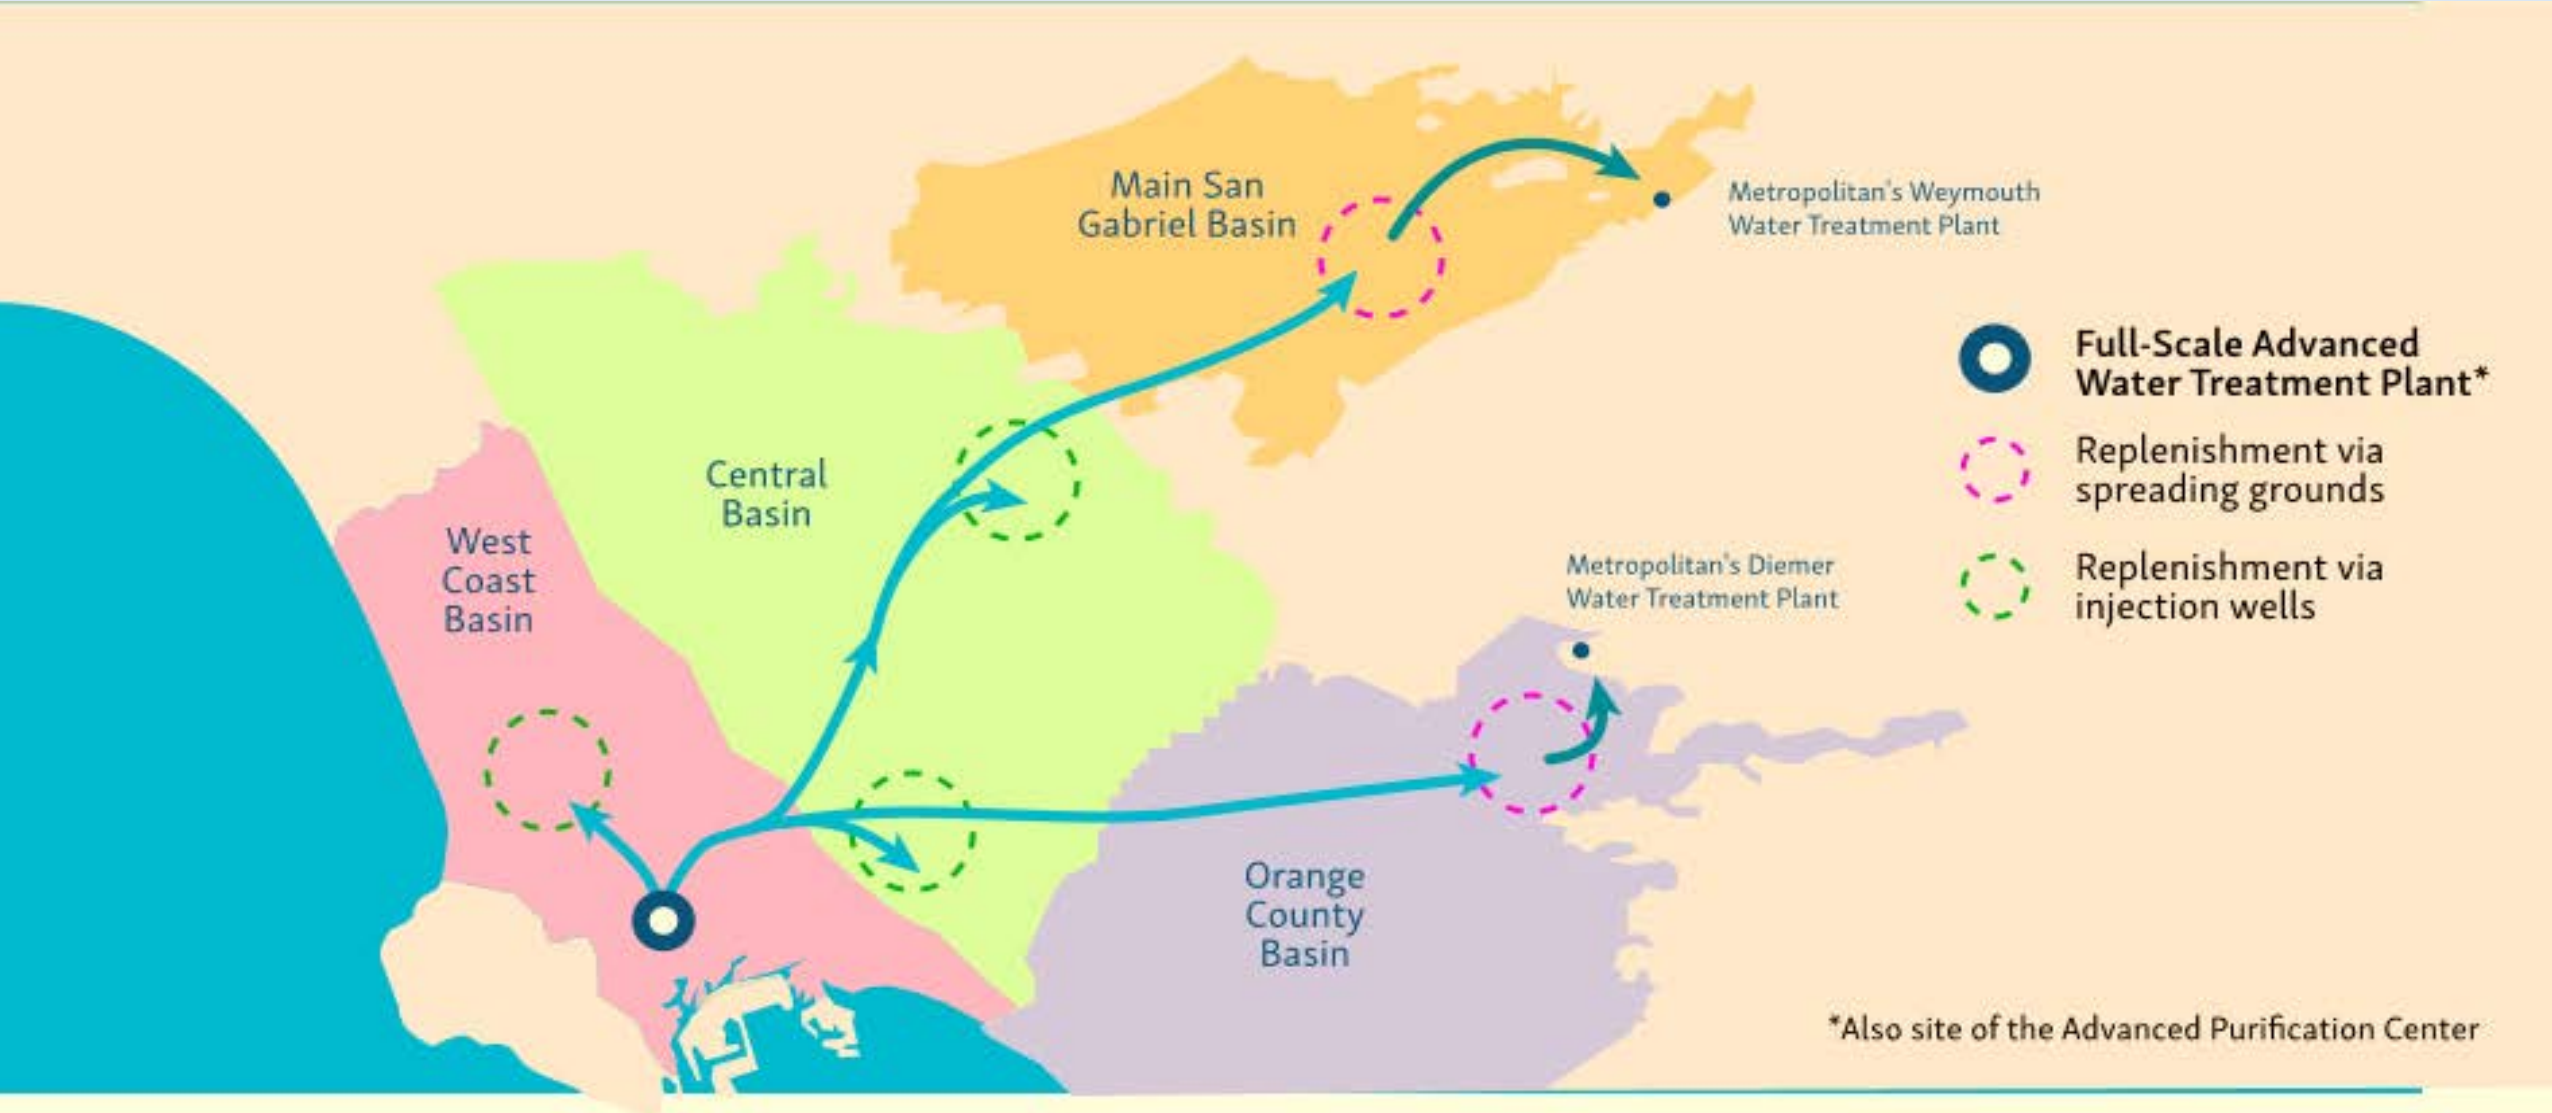 Main San
Gabriel Basin
Metropolitan's Weymouth
Water Treatment Plant
Full-Scale Advanced
Water Treatment Plant*
Replenishment via
spreading grounds
Replenishment via
injection wells
Central
Basin
West
Coast
Basin
Metropolitan's Diemer
Water Treatment Plant
Orange
County
Basin
*Also site of the Advanced Purification Center